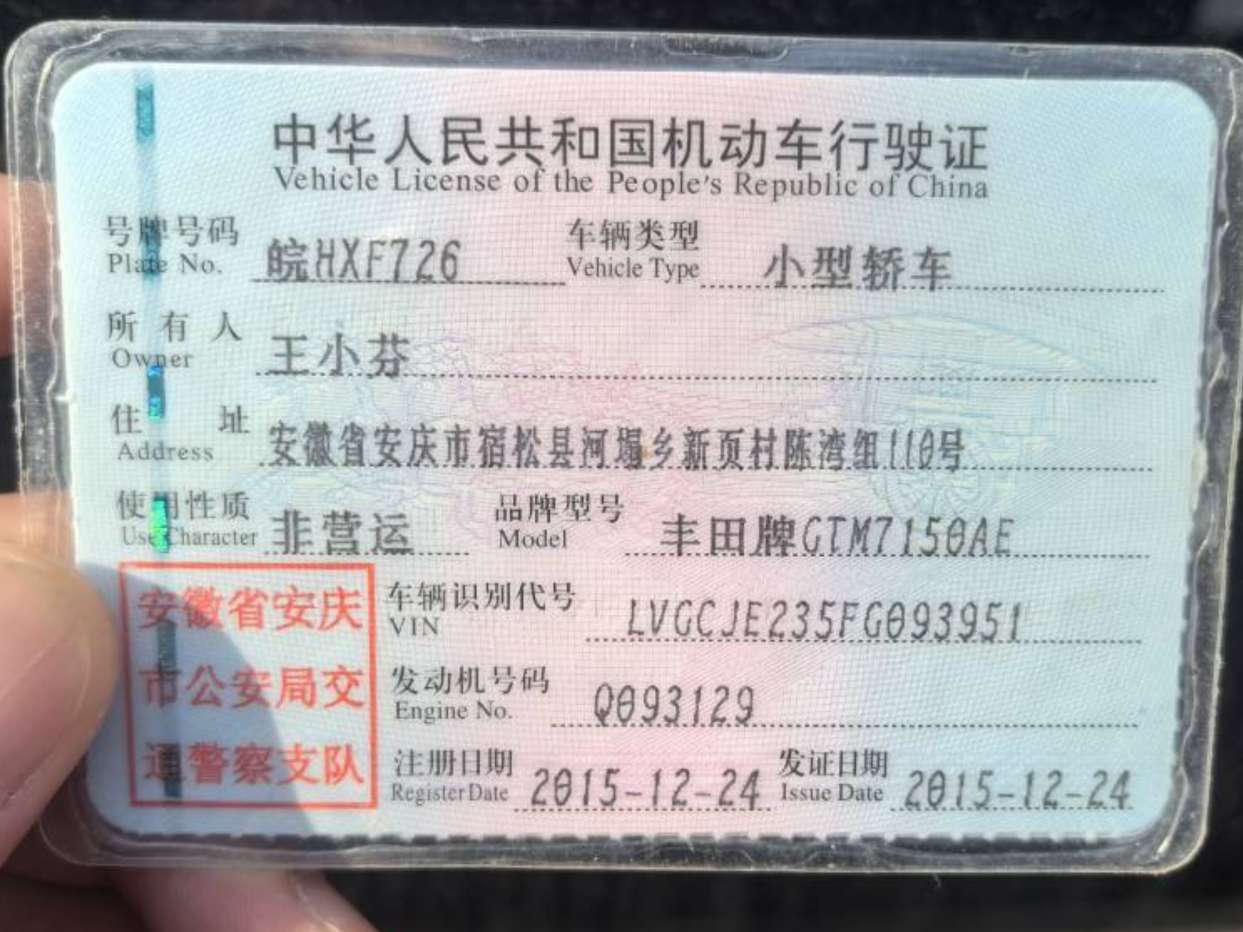 中华人民共和国机动车行驶证
Vehicle License of the People's Republic of China
号牌号码 皖HXF726 车辆类型 小型轿车
Plate No. Vehicle Type
所有人 王小芬
Owner
住址 安徽省安庆市宿松县河塌乡新页村陈湾组110号
Address
使用性质 非营运 品牌型号 丰田牌GTM7150AE
Use Character Model
安徽省安庆
市公安局交
通警察支队
车辆识别代号 LVGCJE235FG093951
VIN
发动机号码 Q093129
Engine No.
注册日期 2015-12-24 发证日期 2015-12-24
Register Date Issue Date